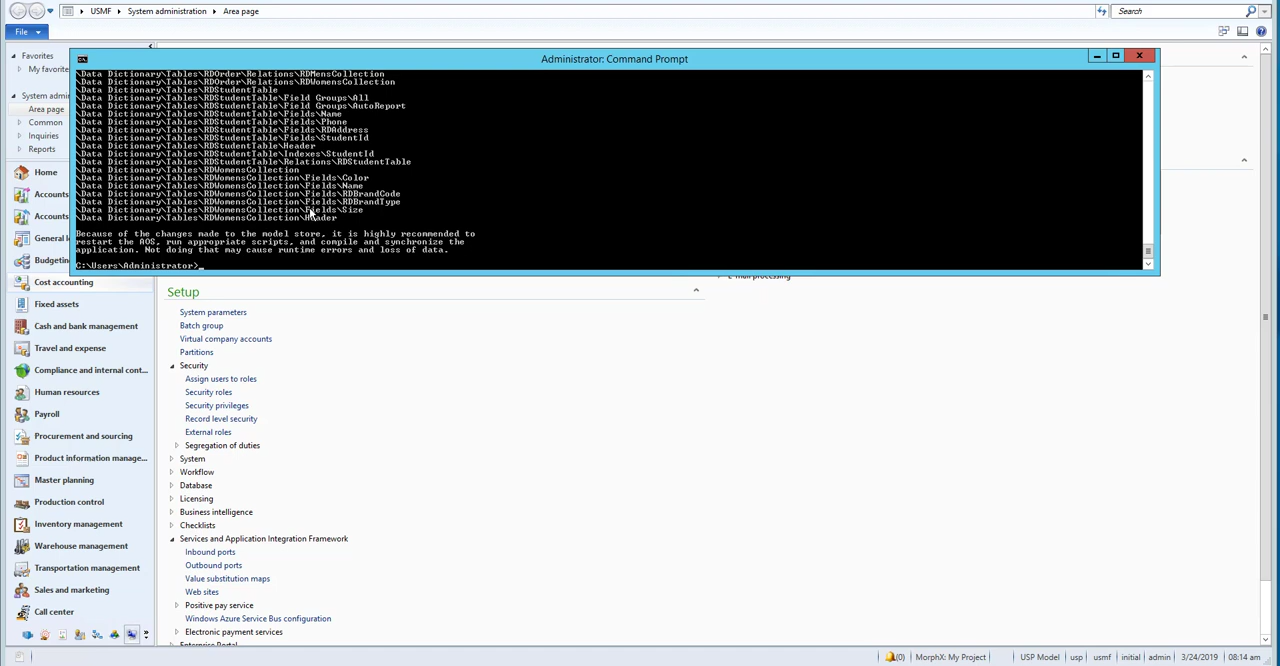 USMF
System administration
Area page
Search
File
Favorites
My favorite
System admi
Area page
Common
Inquiries
Reports
Home
Accounts
Accounts
General l
Budgeting
Cost accounting
Fixed assets
Cash and bank management
Travel and expense
Compliance and internal cont...
Human resources
Payroll
Procurement and sourcing
Product information manage...
Master planning
Production control
Inventory management
Warehouse management
Transportation management
Sales and marketing
Call center
Administrator: Command Prompt
\Data Dictionary\Tables\RDOrder\Relations\RDMensCollection
\Data Dictionary\Tables\RDOrder\Relations\RDWomensCollection
\Data Dictionary\Tables\RDStudentTable
\Data Dictionary\Tables\RDStudentTable\Field Groups\All
\Data Dictionary\Tables\RDStudentTable\Field Groups\AutoReport
\Data Dictionary\Tables\RDStudentTable\Fields\Name
\Data Dictionary\Tables\RDStudentTable\Fields\Phone
\Data Dictionary\Tables\RDStudentTable\Fields\RDAddress
\Data Dictionary\Tables\RDStudentTable\Fields\StudentId
\Data Dictionary\Tables\RDStudentTable\Header
\Data Dictionary\Tables\RDStudentTable\Indexes\StudentId
\Data Dictionary\Tables\RDStudentTable\Relations\RDStudentTable
\Data Dictionary\Tables\RDWomensCollection
\Data Dictionary\Tables\RDWomensCollection\Fields\Color
\Data Dictionary\Tables\RDWomensCollection\Fields\Name
\Data Dictionary\Tables\RDWomensCollection\Fields\RDBrandCode
\Data Dictionary\Tables\RDWomensCollection\Fields\RDBrandType
\Data Dictionary\Tables\RDWomensCollection\Fields\Size
\Data Dictionary\Tables\RDWomensCollection\Header
Because of the changes made to the model store, it is highly recommended to
restart the AOS, run appropriate scripts, and compile and synchronize the
application. Not doing that may cause runtime errors and loss of data.
C:\Users\Administrator>_
E-mail processing
Setup
System parameters
Batch group
Virtual company accounts
Partitions
Security
Assign users to roles
Security roles
Security privileges
Record level security
External roles
Segregation of duties
System
Workflow
Database
Licensing
Business intelligence
Checklists
Services and Application Integration Framework
Inbound ports
Outbound ports
Value substitution maps
Web sites
Positive pay service
Windows Azure Service Bus configuration
Electronic payment services
Enterprise Portal
(0)
MorphX: My Project
USP Model
usp
usmf
initial
admin
3/24/2019
08:14 am